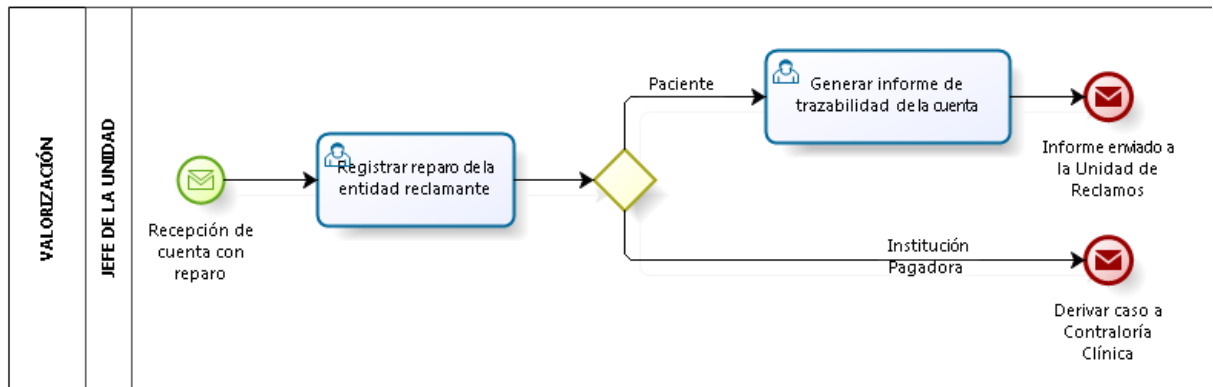 VALORIZACIÓN
JEFE DE LA UNIDAD
Recepción de
cuenta con
reparo
Registrar reparo de la
entidad reclamante
Paciente
Generar informe de
trazabilidad de la cuenta
Informe enviado a
la Unidad de
Reclamos
Institución
Pagadora
Derivar caso a
Contraloría
Clínica